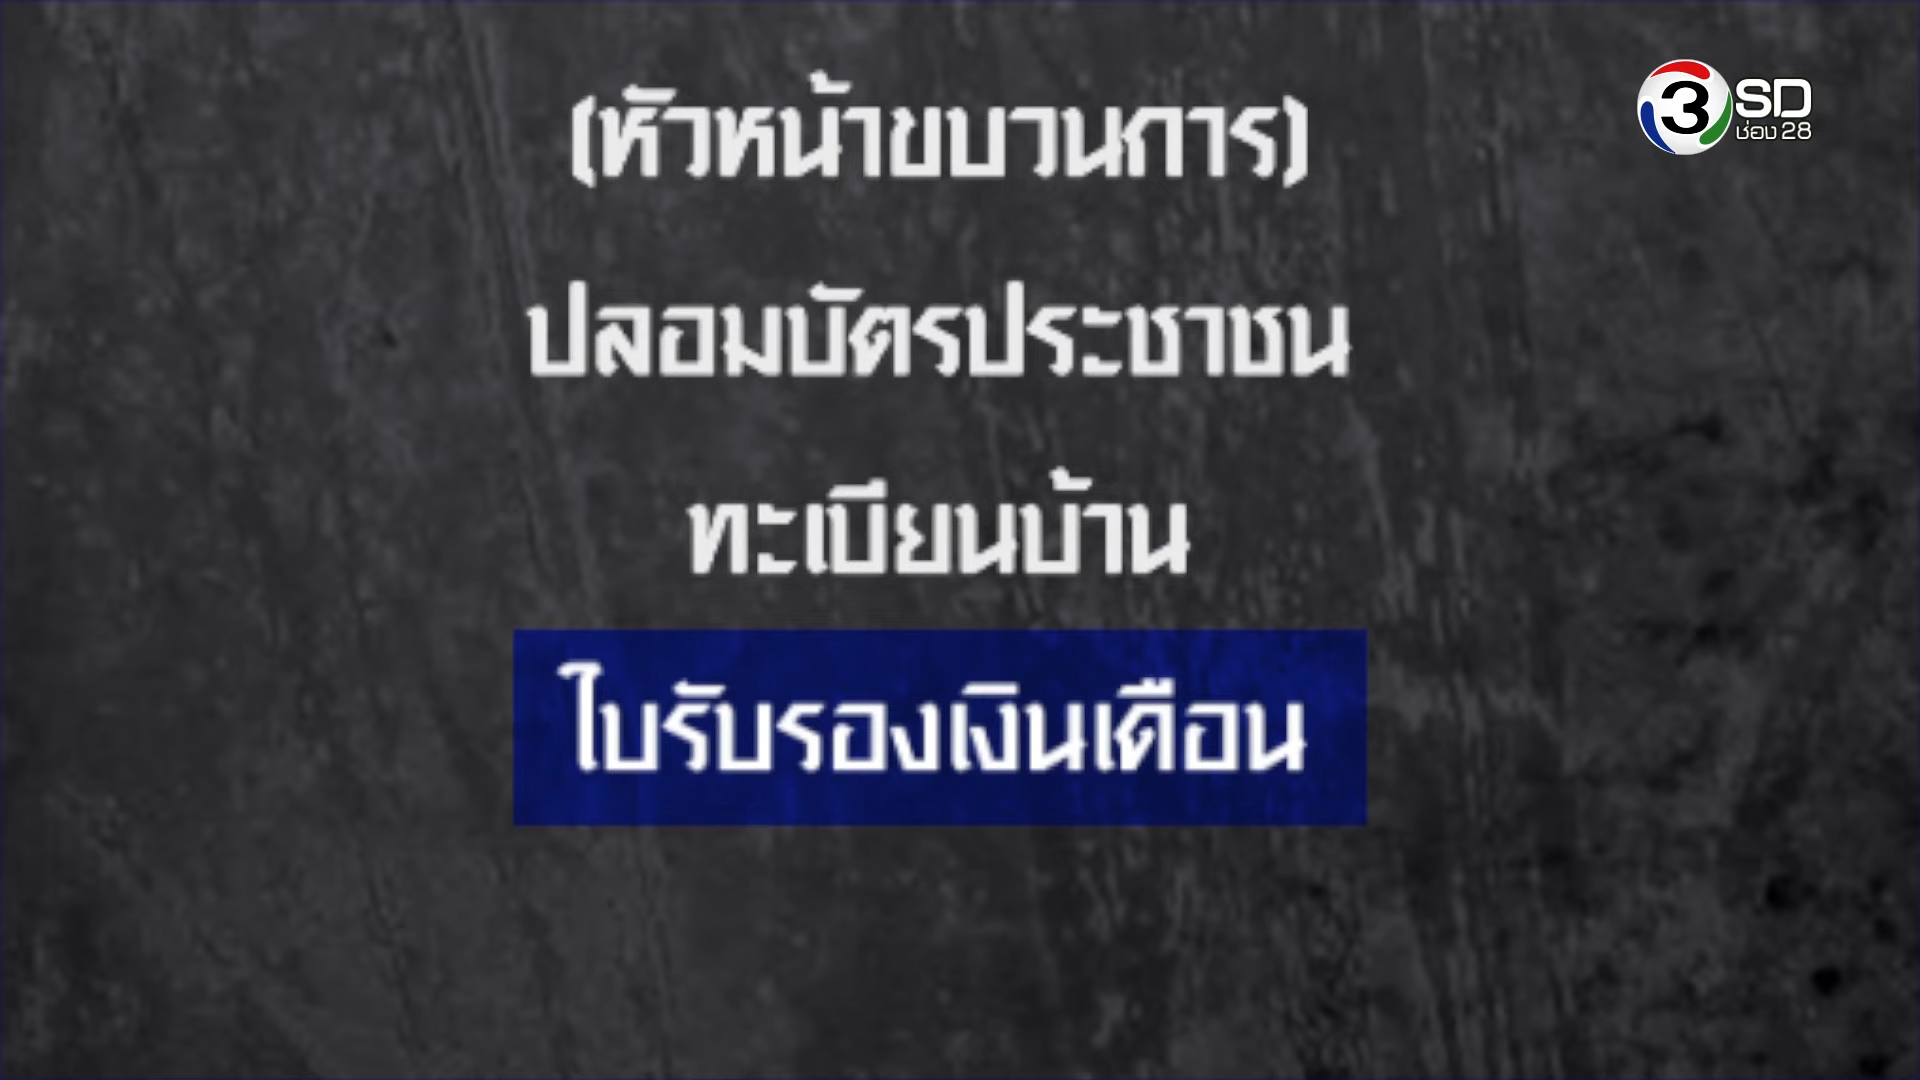 (หัวหน้าขบวนการ)
ปลอมบัตรประชาชน
ทะเบียนบ้าน
ใบรับรองเงินเดือน
3 SD
ช่อง 28